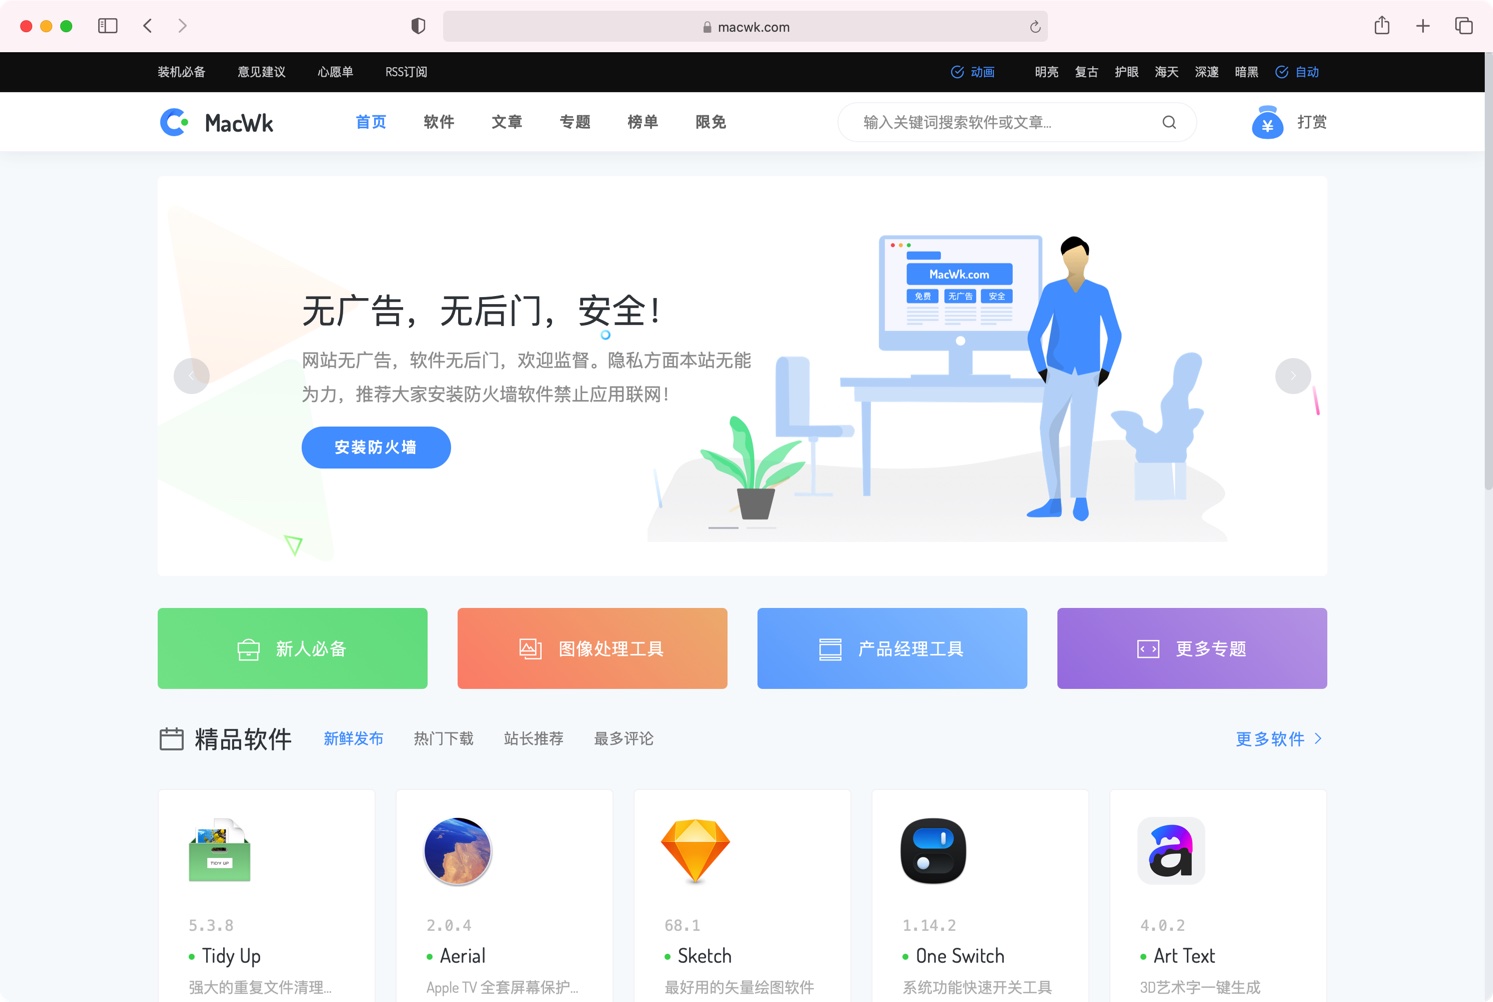 macwk.com
装机必备 意见建议 心愿单 RSS订阅 动画 明亮 复古 护眼 海天 深邃 暗黑 自动
MacWk 首页 软件 文章 专题 榜单 限免 输入关键词搜索软件或文章... ¥ 打赏
MacWk.com
免费 无广告 安全
无广告，无后门，安全！
网站无广告，软件无后门，欢迎监督。隐私方面本站无能
为力，推荐大家安装防火墙软件禁止应用联网！
安装防火墙
新人必备 图像处理工具 产品经理工具 更多专题
精品软件 新鲜发布 热门下载 站长推荐 最多评论 更多软件
TIDY UP
5.3.8 2.0.4 68.1 1.14.2 4.0.2
Tidy Up Aerial Sketch One Switch Art Text
强大的重复文件清理... Apple TV 全套屏幕保护... 最好用的矢量绘图软件 系统功能快速开关工具 3D艺术字一键生成